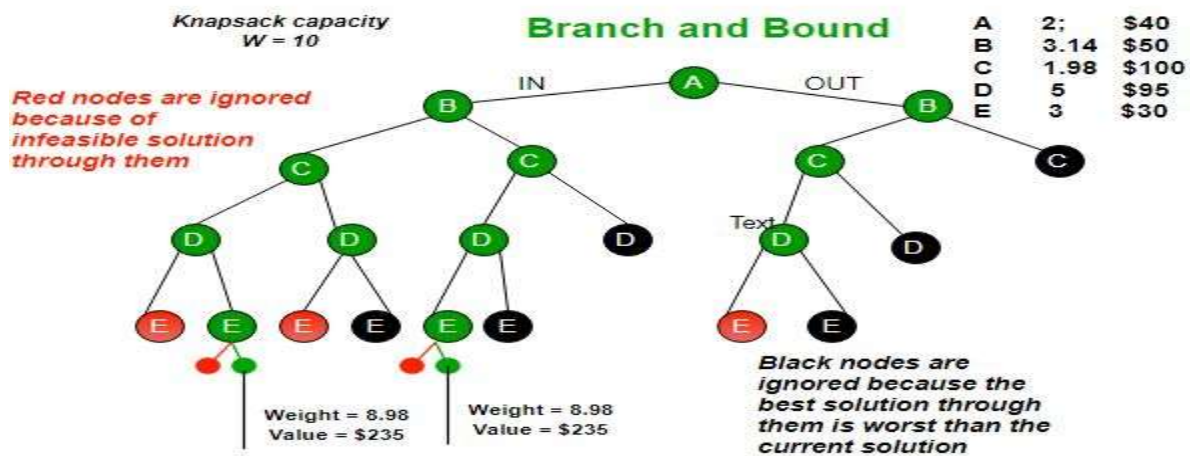 Knapsack capacity
W = 10
Branch and Bound
A 2; $40
B 3.14 $50
C 1.98 $100
D 5 $95
E 3 $30
Red nodes are ignored
because of
infeasible solution
through them
IN
OUT
A
B
B
C
C
C
C
Text
D
D
D
D
D
D
E
E
E
E
E
E
E
E
Weight = 8.98
Value = $235
Weight = 8.98
Value = $235
Black nodes are
ignored because the
best solution through
them is worst than the
current solution